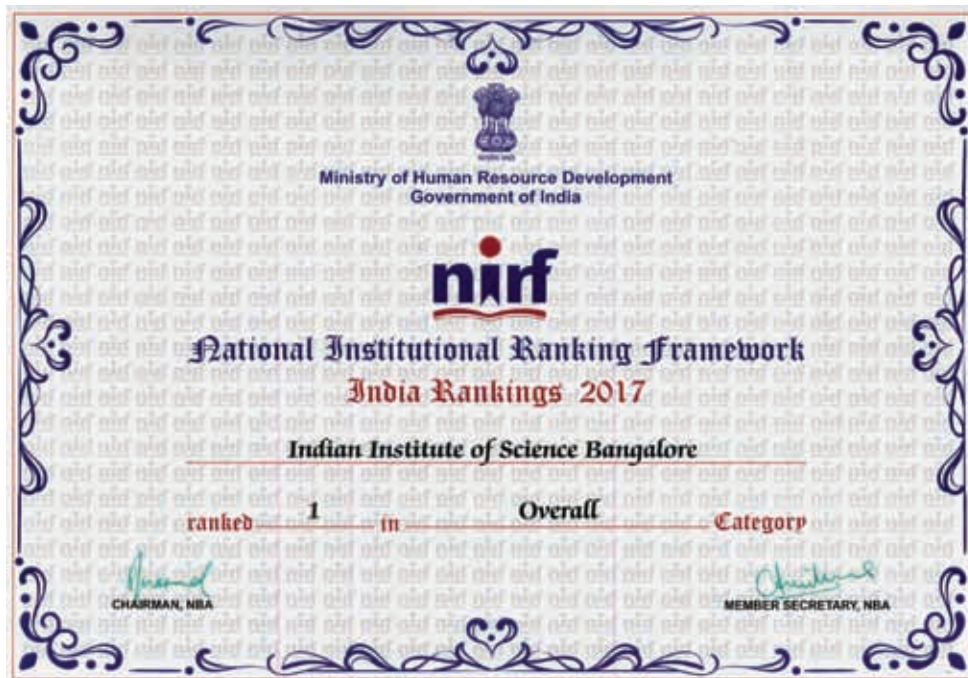 Ministry of Human Resource Development
Government of India
nirf
National Institutional Ranking Framework
India Rankings 2017
Indian Institute of Science Bangalore
ranked 1 in Overall Category
CHAIRMAN, NBA MEMBER SECRETARY, NBA